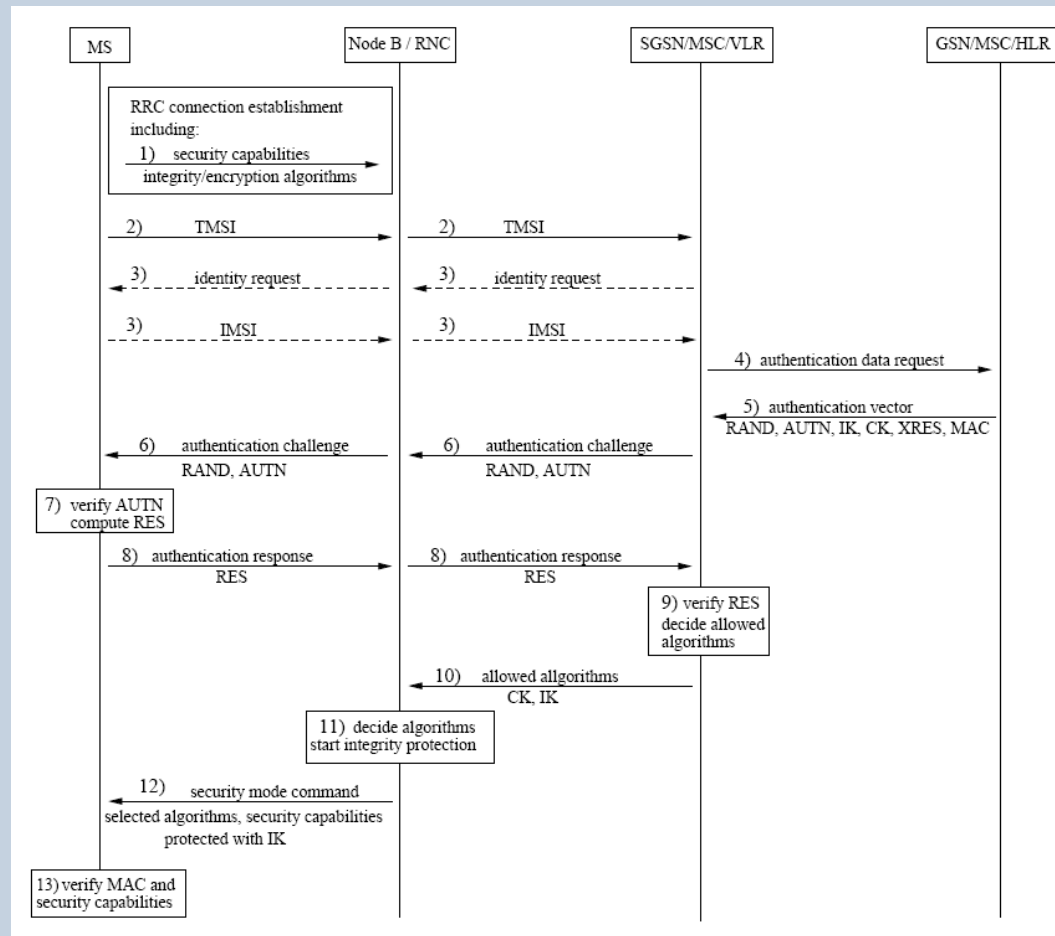 MS
Node B / RNC
SGSN/MSC/VLR
GSN/MSC/HLR
RRC connection establishment
including:
1) security capabilities
integrity/encryption algorithms
2) TMSI
2) TMSI
3) identity request
3) identity request
3) IMSI
3) IMSI
4) authentication data request
5) authentication vector
RAND, AUTN, IK, CK, XRES, MAC
6) authentication challenge
RAND, AUTN
6) authentication challenge
RAND, AUTN
7) verify AUTN
compute RES
8) authentication response
RES
8) authentication response
RES
9) verify RES
decide allowed
algorithms
10) allowed allgorithms
CK, IK
11) decide algorithms
start integrity protection
12) security mode command
selected algorithms, security capabilities
protected with IK
13) verify MAC and
security capabilities